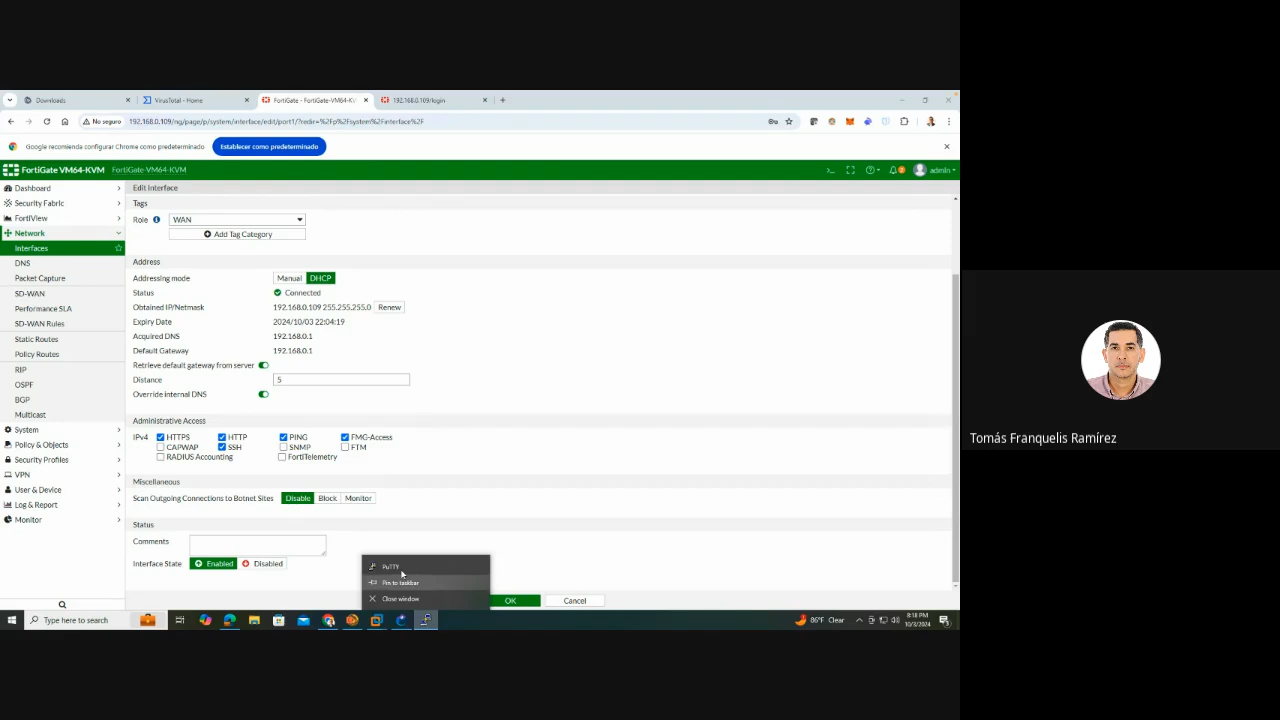 Downloads
VirusTotal - Home
FortiGate - FortiGate-VM64-KV
192.168.0.109/login
No seguro
192.168.0.109/ng/page/p/system/interface/edit/port1/?redir=%2Fp%2Fsystem%2Finterface%2F
Google recomienda configurar Chrome como predeterminado
Establecer como predeterminado
FortiGate VM64-KVM
FortiGate-VM64-KVM
admin
Dashboard
Security Fabric
FortiView
Network
Interfaces
DNS
Packet Capture
SD-WAN
Performance SLA
SD-WAN Rules
Static Routes
Policy Routes
RIP
OSPF
BGP
Multicast
System
Policy & Objects
Security Profiles
VPN
User & Device
Log & Report
Monitor
Edit Interface
Tags
Role WAN
Add Tag Category
Address
Addressing mode Manual DHCP
Status Connected
Obtained IP/Netmask 192.168.0.109 255.255.255.0 Renew
Expiry Date 2024/10/03 22:04:19
Acquired DNS 192.168.0.1
Default Gateway 192.168.0.1
Retrieve default gateway from server
Distance 5
Override internal DNS
Administrative Access
IPv4 HTTPS HTTP PING FMG-Access
CAPWAP SSH SNMP FTM
RADIUS Accounting FortiTelemetry
Miscellaneous
Scan Outgoing Connections to Botnet Sites Disable Block Monitor
Status
Comments
Interface State Enabled Disabled
PuTTY
Pin to taskbar
Close window
OK Cancel
Type here to search
86°F Clear
8:18 PM
10/3/2024
Tomás Franquelis Ramírez